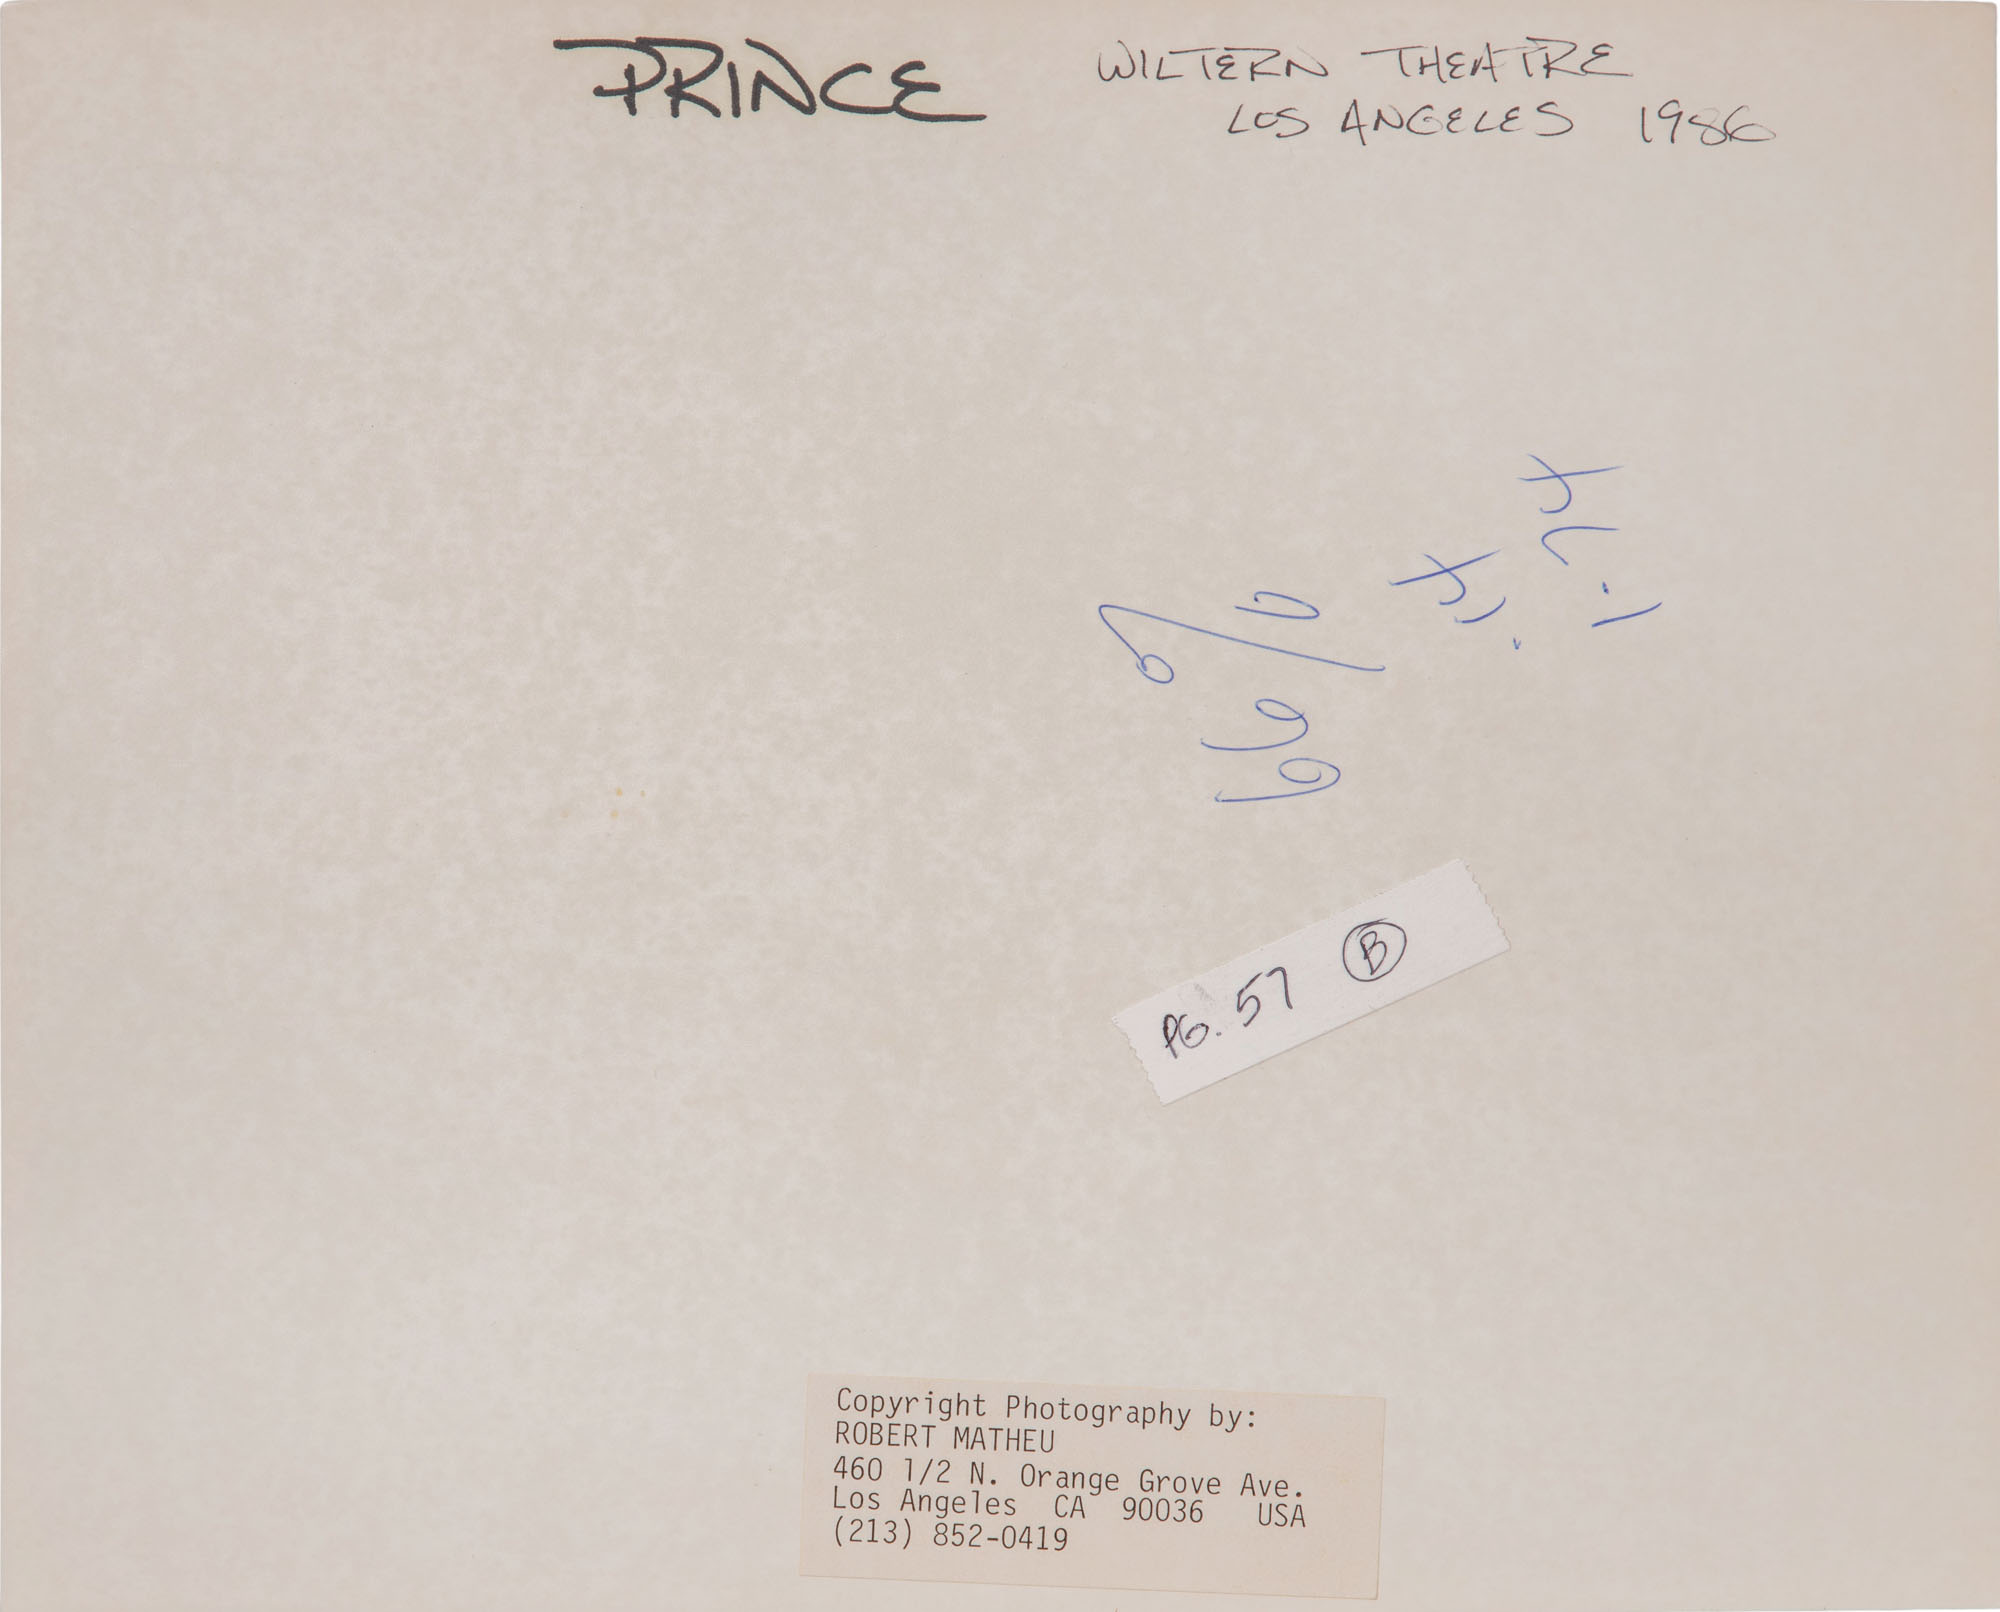 PRINCE WILTERN THEATRE
LOS ANGELES 1986
66%
PG. 57 B
Copyright Photography by:
ROBERT MATHEU
460 1/2 N. Orange Grove Ave.
Los Angeles CA 90036 USA
(213) 852-0419